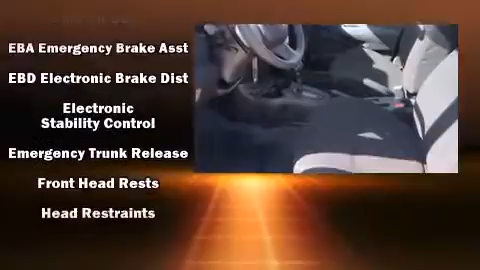 EBA Emergency Brake Asst
EBD Electronic Brake Dist
Electronic
Stability Control
Emergency Trunk Release
Front Head Rests
Head Restraints